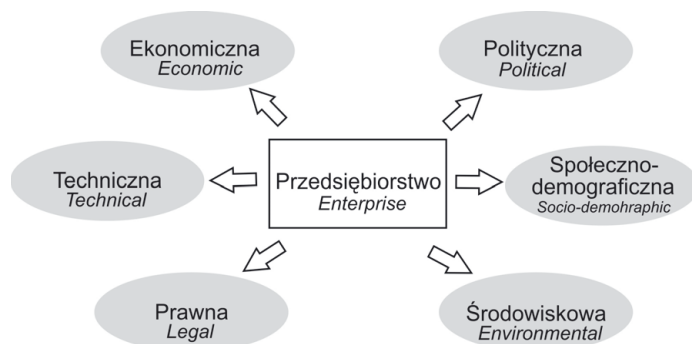 Ekonomiczna
Economic
Polityczna
Political
Techniczna
Technical
Przedsiębiorstwo
Enterprise
Społeczno-
demograficzna
Socio-demohraphic
Prawna
Legal
Środowiskowa
Environmental